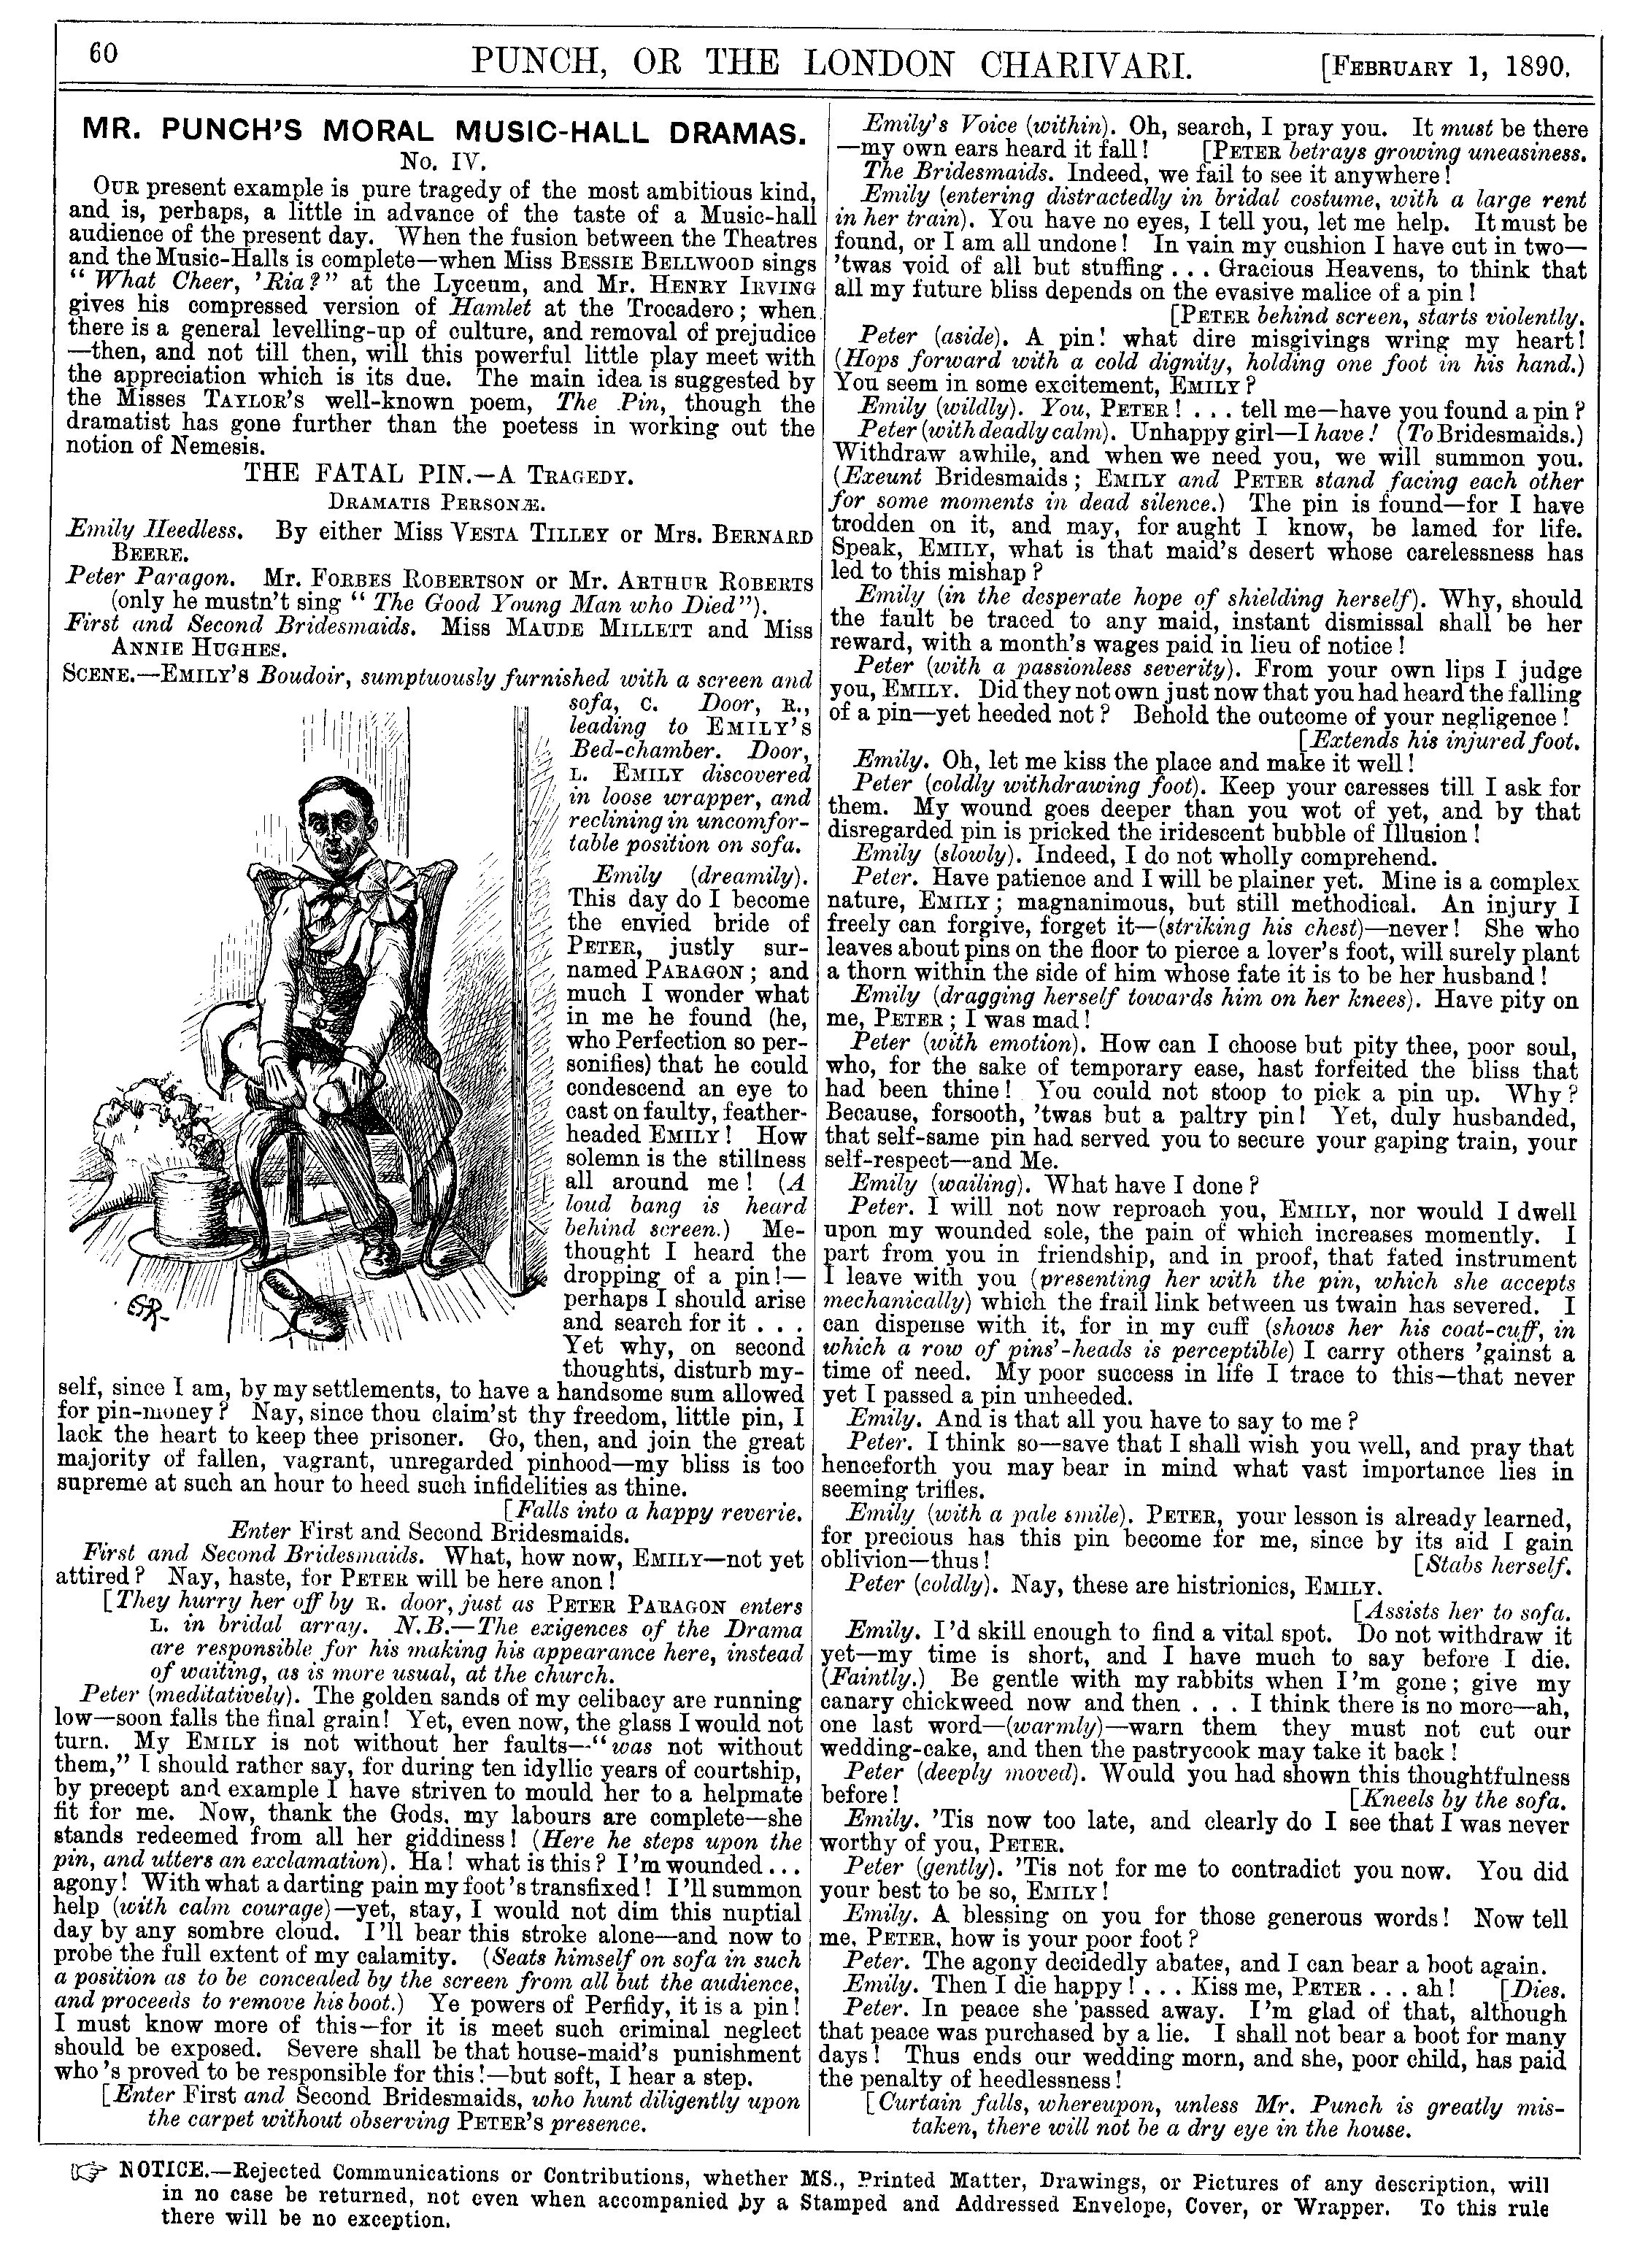 60
PUNCH, OR THE LONDON CHARIVARI.
[FEBRUARY 1, 1890.
MR. PUNCH'S MORAL MUSIC-HALL DRAMAS.
No. IV.
OUR present example is pure tragedy of the most ambitious kind,
and is, perhaps, a little in advance of the taste of a Music-hall
audience of the present day. When the fusion between the Theatres
and the Music-Halls is complete—when Miss BESSIE BELLWOOD sings
"What Cheer, 'Ria?" at the Lyceum, and Mr. HENRY IRVING
gives his compressed version of Hamlet at the Trocadero; when
there is a general levelling-up of culture, and removal of prejudice
—then, and not till then, will this powerful little play meet with
the appreciation which is its due. The main idea is suggested by
the Misses TAYLOR'S well-known poem, The Pin, though the
dramatist has gone further than the poetess in working out the
notion of Nemesis.
THE FATAL PIN.—A TRAGEDY.
DRAMATIS PERSONÆ.
Emily Heedless. By either Miss VESTA TILLEY or Mrs. BERNARD
BEERE.
Peter Paragon. Mr. FORBES ROBERTSON or Mr. ARTHUR ROBERTS
(only he mustn't sing "The Good Young Man who Died").
First and Second Bridesmaids. Miss MAUDE MILLETT and Miss
ANNIE HUGHES.
SCENE.—EMILY'S Boudoir, sumptuously furnished with a screen and
sofa, C. Door, R.,
leading to EMILY'S
Bed-chamber. Door,
L. EMILY discovered
in loose wrapper, and
reclining in uncomfor-
table position on sofa.
Emily (dreamily).
This day do I become
the envied bride of
PETER, justly sur-
named PARAGON; and
much I wonder what
in me he found (he,
who Perfection so per-
sonifies) that he could
condescend an eye to
cast on faulty, feather-
headed EMILY! How
solemn is the stillness
all around me! (A
loud bang is heard
behind screen.) Me-
thought I heard the
dropping of a pin!—
perhaps I should arise
and search for it . . .
Yet why, on second
thoughts, disturb my-
self, since I am, by my settlements, to have a handsome sum allowed
for pin-money? Nay, since thou claim'st thy freedom, little pin, I
lack the heart to keep thee prisoner. Go, then, and join the great
majority of fallen, vagrant, unregarded pinhood—my bliss is too
supreme at such an hour to heed such infidelities as thine.
[Falls into a happy reverie.
Enter First and Second Bridesmaids.
First and Second Bridesmaids. What, how now, EMILY—not yet
attired? Nay, haste, for PETER will be here anon!
[They hurry her off by R. door, just as PETER PARAGON enters
L. in bridal array. N.B.—The exigences of the Drama
are responsible for his making his appearance here, instead
of waiting, as is more usual, at the church.
Peter (meditatively). The golden sands of my celibacy are running
low—soon falls the final grain! Yet, even now, the glass I would not
turn. My EMILY is not without her faults—"was not without
them," I should rather say, for during ten idyllic years of courtship,
by precept and example I have striven to mould her to a helpmate
fit for me. Now, thank the Gods, my labours are complete—she
stands redeemed from all her giddiness! (Here he steps upon the
pin, and utters an exclamation). Ha! what is this? I'm wounded...
agony! With what a darting pain my foot's transfixed! I'll summon
help (with calm courage)—yet, stay, I would not dim this nuptial
day by any sombre cloud. I'll bear this stroke alone—and now to
probe the full extent of my calamity. (Seats himself on sofa in such
a position as to be concealed by the screen from all but the audience,
and proceeds to remove his boot.) Ye powers of Perfidy, it is a pin!
I must know more of this—for it is meet such criminal neglect
should be exposed. Severe shall be that house-maid's punishment
who's proved to be responsible for this!—but soft, I hear a step.
[Enter First and Second Bridesmaids, who hunt diligently upon
the carpet without observing PETER'S presence.
Emily's Voice (within). Oh, search, I pray you. It must be there
—my own ears heard it fall! [PETER betrays growing uneasiness.
The Bridesmaids. Indeed, we fail to see it anywhere!
Emily (entering distractedly in bridal costume, with a large rent
in her train). You have no eyes, I tell you, let me help. It must be
found, or I am all undone! In vain my cushion I have cut in two—
'twas void of all but stuffing . . . Gracious Heavens, to think that
all my future bliss depends on the evasive malice of a pin!
[PETER behind screen, starts violently.
Peter (aside). A pin! what dire misgivings wring my heart!
(Hops forward with a cold dignity, holding one foot in his hand.)
You seem in some excitement, EMILY?
Emily (wildly). You, PETER! . . . tell me—have you found a pin?
Peter (with deadly calm). Unhappy girl—I have! (To Bridesmaids.)
Withdraw awhile, and when we need you, we will summon you.
(Exeunt Bridesmaids; EMILY and PETER stand facing each other
for some moments in dead silence.) The pin is found—for I have
trodden on it, and may, for aught I know, be lamed for life.
Speak, EMILY, what is that maid's desert whose carelessness has
led to this mishap?
Emily (in the desperate hope of shielding herself). Why, should
the fault be traced to any maid, instant dismissal shall be her
reward, with a month's wages paid in lieu of notice!
Peter (with a passionless severity). From your own lips I judge
you, EMILY. Did they not own just now that you had heard the falling
of a pin—yet heeded not? Behold the outcome of your negligence!
[Extends his injured foot.
Emily. Oh, let me kiss the place and make it well!
Peter (coldly withdrawing foot). Keep your caresses till I ask for
them. My wound goes deeper than you wot of yet, and by that
disregarded pin is pricked the iridescent bubble of Illusion!
Emily (slowly). Indeed, I do not wholly comprehend.
Peter. Have patience and I will be plainer yet. Mine is a complex
nature, EMILY; magnanimous, but still methodical. An injury I
freely can forgive, forget it—(striking his chest)—never! She who
leaves about pins on the floor to pierce a lover's foot, will surely plant
a thorn within the side of him whose fate it is to be her husband!
Emily (dragging herself towards him on her knees). Have pity on
me, PETER; I was mad!
Peter (with emotion). How can I choose but pity thee, poor soul,
who, for the sake of temporary ease, hast forfeited the bliss that
had been thine! You could not stoop to pick a pin up. Why?
Because, forsooth, 'twas but a paltry pin! Yet, duly husbanded,
that self-same pin had served you to secure your gaping train, your
self-respect—and Me.
Emily (wailing). What have I done?
Peter. I will not now reproach you, EMILY, nor would I dwell
upon my wounded sole, the pain of which increases momently. I
part from you in friendship, and in proof, that fated instrument
I leave with you (presenting her with the pin, which she accepts
mechanically) which the frail link between us twain has severed. I
can dispense with it, for in my cuff (shows her his coat-cuff, in
which a row of pins'-heads is perceptible) I carry others 'gainst a
time of need. My poor success in life I trace to this—that never
yet I passed a pin unheeded.
Emily. And is that all you have to say to me?
Peter. I think so—save that I shall wish you well, and pray that
henceforth you may bear in mind what vast importance lies in
seeming trifles.
Emily (with a pale smile). PETER, your lesson is already learned,
for precious has this pin become for me, since by its aid I gain
oblivion—thus! [Stabs herself.
Peter (coldly). Nay, these are histrionics, EMILY.
[Assists her to sofa.
Emily. I'd skill enough to find a vital spot. Do not withdraw it
yet—my time is short, and I have much to say before I die.
(Faintly.) Be gentle with my rabbits when I'm gone; give my
canary chickweed now and then . . . I think there is no more—ah,
one last word—(warmly)—warn them they must not cut our
wedding-cake, and then the pastrycook may take it back!
Peter (deeply moved). Would you had shown this thoughtfulness
before! [Kneels by the sofa.
Emily. 'Tis now too late, and clearly do I see that I was never
worthy of you, PETER.
Peter (gently). 'Tis not for me to contradict you now. You did
your best to be so, EMILY!
Emily. A blessing on you for those generous words! Now tell
me, PETER, how is your poor foot?
Peter. The agony decidedly abates, and I can bear a boot again.
Emily. Then I die happy! . . . Kiss me, PETER . . . ah! [Dies.
Peter. In peace she passed away. I'm glad of that, although
that peace was purchased by a lie. I shall not bear a boot for many
days! Thus ends our wedding morn, and she, poor child, has paid
the penalty of heedlessness!
[Curtain falls, whereupon, unless Mr. Punch is greatly mis-
taken, there will not be a dry eye in the house.
NOTICE.—Rejected Communications or Contributions, whether MS., Printed Matter, Drawings, or Pictures of any description, will
in no case be returned, not even when accompanied by a Stamped and Addressed Envelope, Cover, or Wrapper. To this rule
there will be no exception.